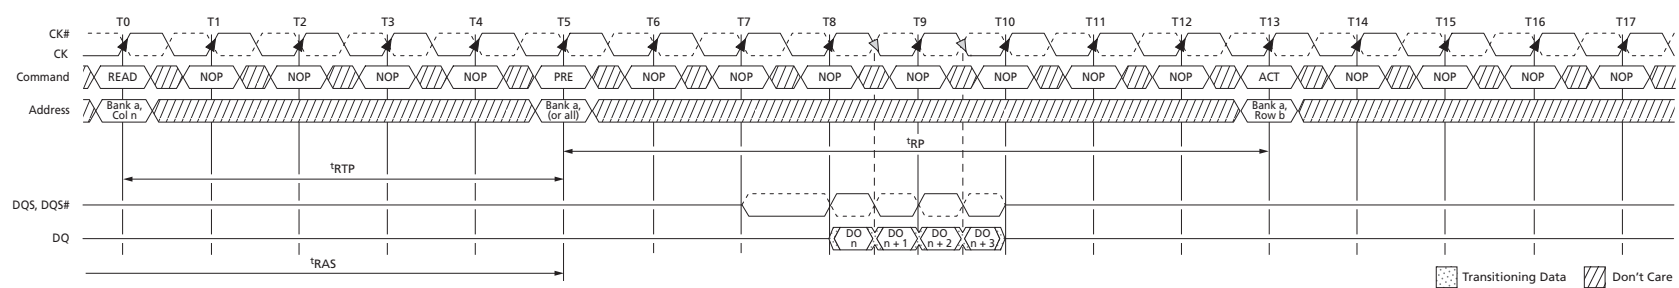 T0 T1 T2 T3 T4 T5 T6 T7 T8 T9 T10 T11 T12 T13 T14 T15 T16 T17
CK#
CK
Command READ NOP NOP NOP NOP PRE NOP NOP NOP NOP NOP NOP NOP ACT NOP NOP NOP NOP
Address Bank a, Col n Bank a, (or all) Bank a, Row b
tRP
tRTP
DQS, DQS#
DQ DO n DO n + 1 DO n + 2 DO n + 3
tRAS
Transitioning Data Don't Care